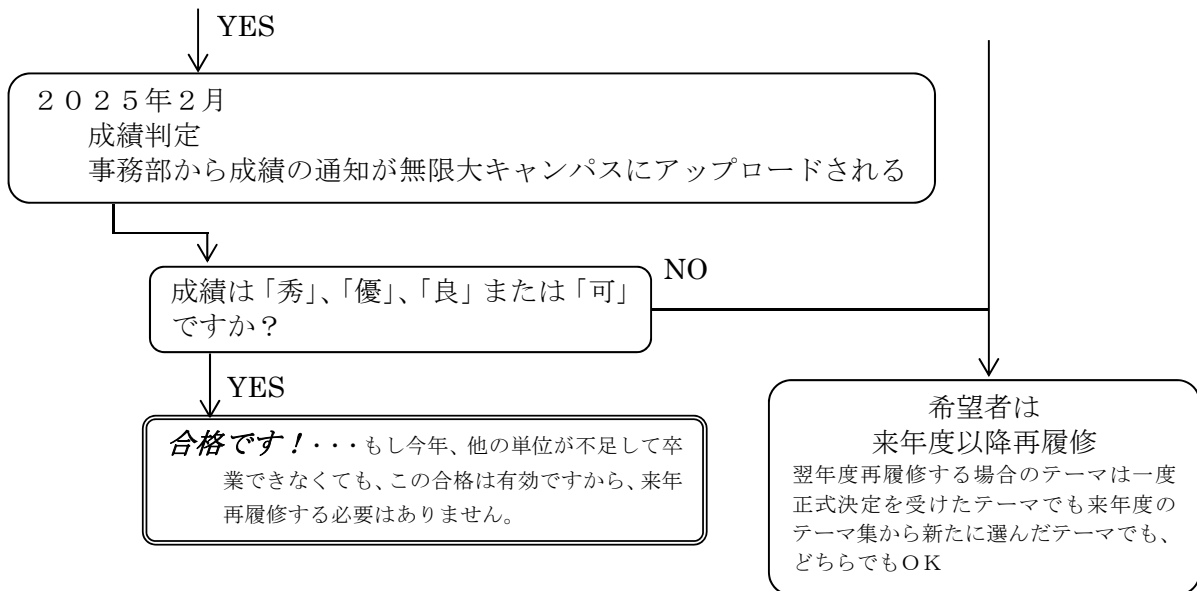 YES
２０２５年２月
成績判定
事務部から成績の通知が無限大キャンパスにアップロードされる
成績は「秀」、「優」、「良」または「可」
ですか？
NO
YES
合格です！・・・もし今年、他の単位が不足して卒
業できなくても、この合格は有効ですから、来年
再履修する必要はありません。
希望者は
来年度以降再履修
翌年度再履修する場合のテーマは一度
正式決定を受けたテーマでも来年度の
テーマ集から新たに選んだテーマでも、
どちらでもＯＫ